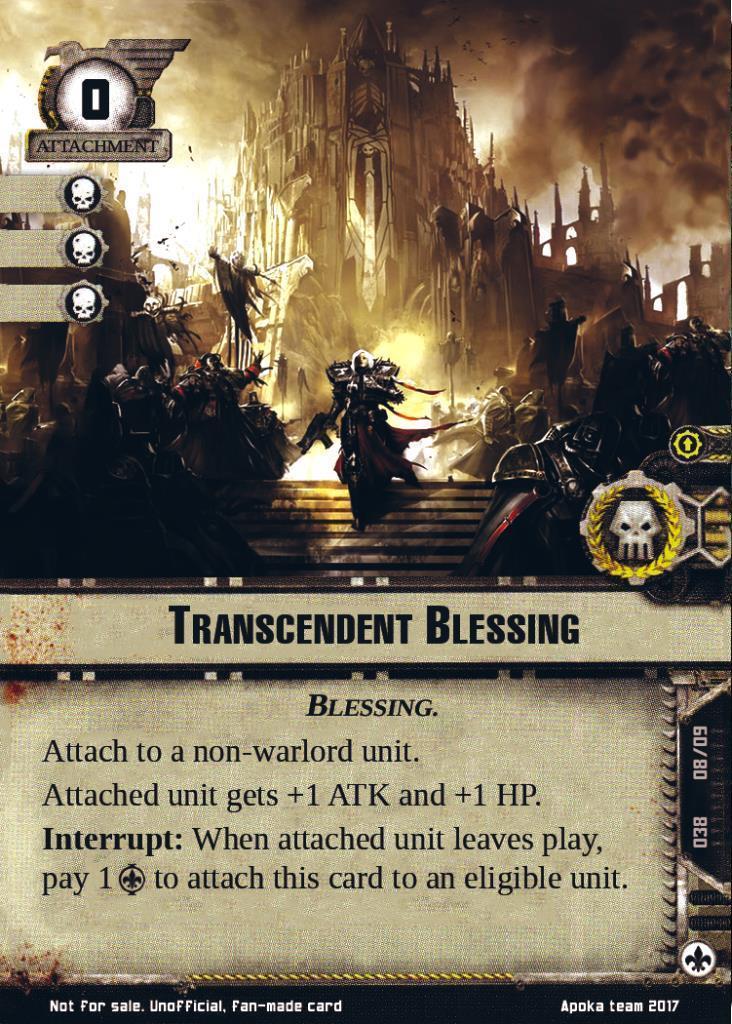 0
ATTACHMENT
TRANSCENDENT BLESSING
BLESSING.
Attach to a non-warlord unit.
Attached unit gets +1 ATK and +1 HP.
Interrupt: When attached unit leaves play,
pay 1 to attach this card to an eligible unit.
08/09
038
Not for sale. Unofficial, fan-made card
Apoka team 2017